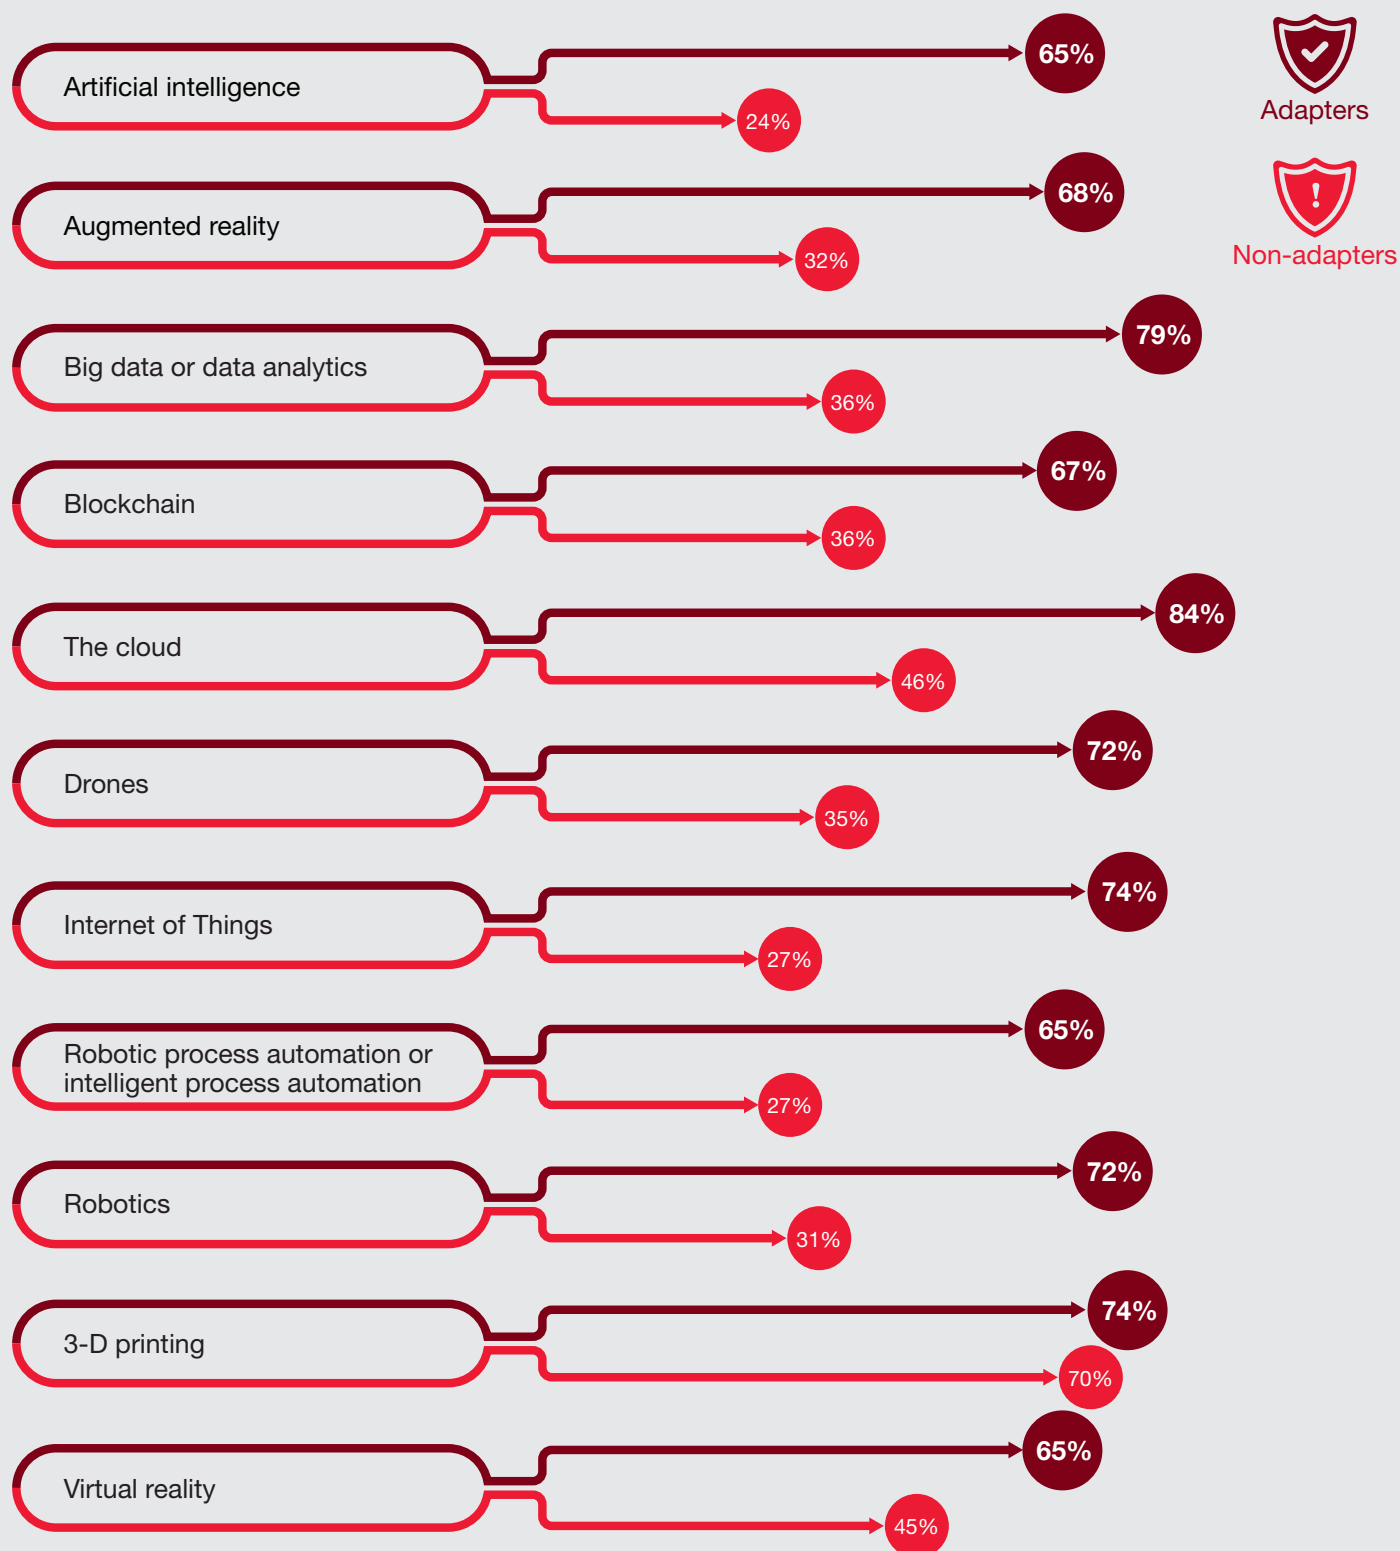 Artificial intelligence
65%
24%
Adapters
Augmented reality
68%
32%
Non-adapters
Big data or data analytics
79%
36%
Blockchain
67%
36%
The cloud
84%
46%
Drones
72%
35%
Internet of Things
74%
27%
Robotic process automation or
intelligent process automation
65%
27%
Robotics
72%
31%
3-D printing
74%
70%
Virtual reality
65%
45%